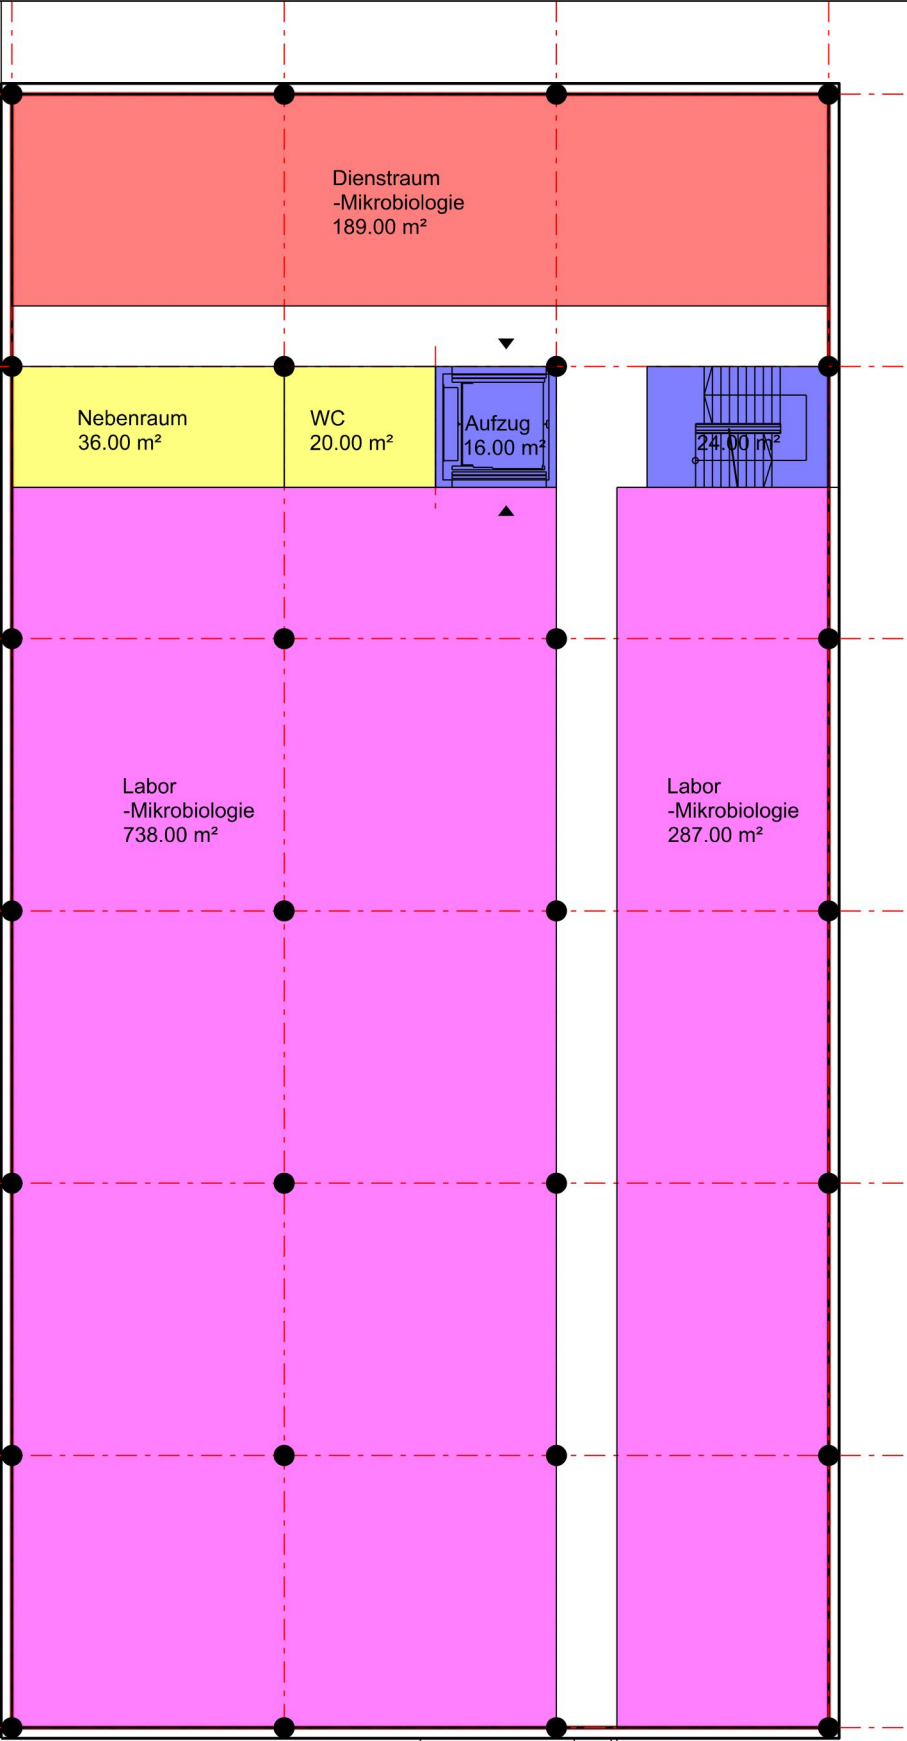 Dienstraum
-Mikrobiologie
189.00 m²
Nebenraum
36.00 m²
WC
20.00 m²
Aufzug
16.00 m²
24.00 m²
Labor
-Mikrobiologie
738.00 m²
Labor
-Mikrobiologie
287.00 m²